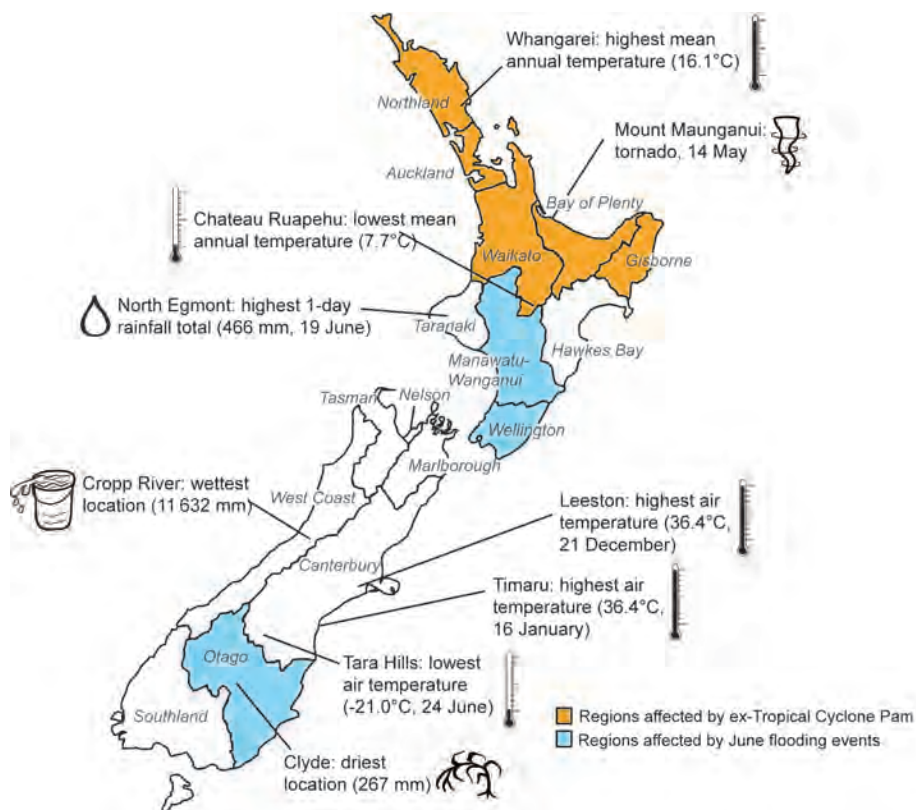 Whangarei: highest mean
annual temperature (16.1°C)
Northland
Mount Maunganui:
tornado, 14 May
Auckland
Bay of Plenty
Chateau Ruapehu: lowest mean
annual temperature (7.7°C)
Waikato
Gisborne
North Egmont: highest 1-day
rainfall total (466 mm, 19 June)
Taranaki
Hawkes Bay
Manawatu-
Wanganui
Tasman
Nelson
Wellington
Marlborough
Cropp River: wettest
location (11 632 mm)
West Coast
Leeston: highest air
temperature (36.4°C,
21 December)
Canterbury
Timaru: highest air
temperature (36.4°C,
16 January)
Otago
Tara Hills: lowest
air temperature
(-21.0°C, 24 June)
Southland
Regions affected by ex-Tropical Cyclone Pam
Regions affected by June flooding events
Clyde: driest
location (267 mm)